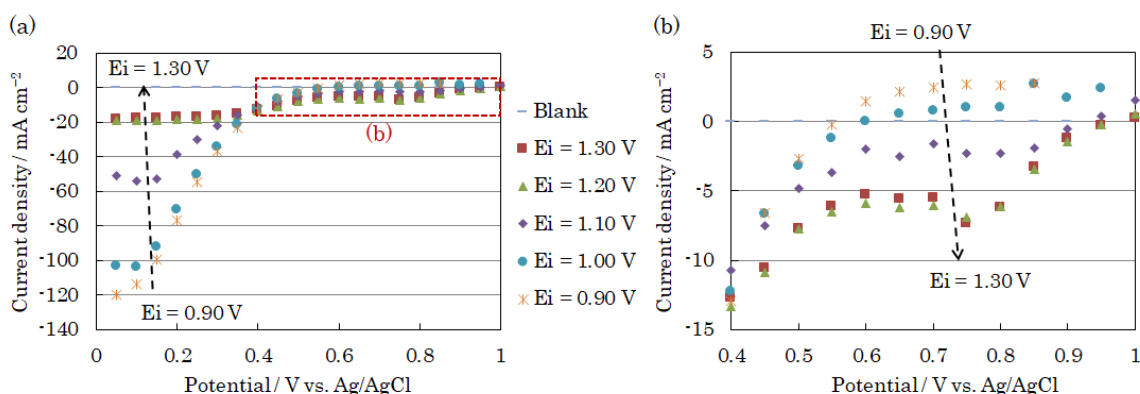 (a)
20
0
-20
-40
-60
-80
-100
-120
-140
0
0.2
0.4
0.6
0.8
1
Current density / mA cm⁻²
Potential / V vs. Ag/AgCl
Ei = 1.30 V
Ei = 0.90 V
(b)
Blank
Ei = 1.30 V
Ei = 1.20 V
Ei = 1.10 V
Ei = 1.00 V
Ei = 0.90 V
(b)
5
0
-5
-10
-15
0.4
0.5
0.6
0.7
0.8
0.9
1
Current density / mA cm⁻²
Potential / V vs. Ag/AgCl
Ei = 0.90 V
Ei = 1.30 V